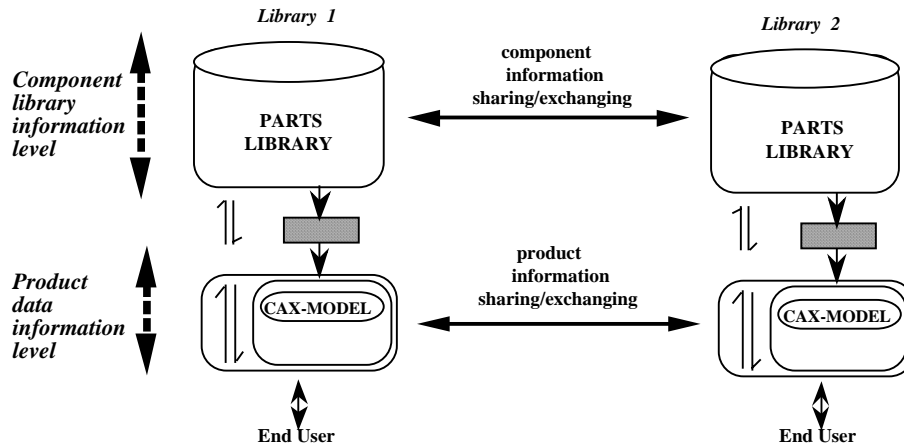 Library 1
Library 2
Component
library
information
level
component
information
sharing/exchanging
PARTS
LIBRARY
PARTS
LIBRARY
Product
data
information
level
product
information
sharing/exchanging
CAX-MODEL
CAX-MODEL
End User
End User